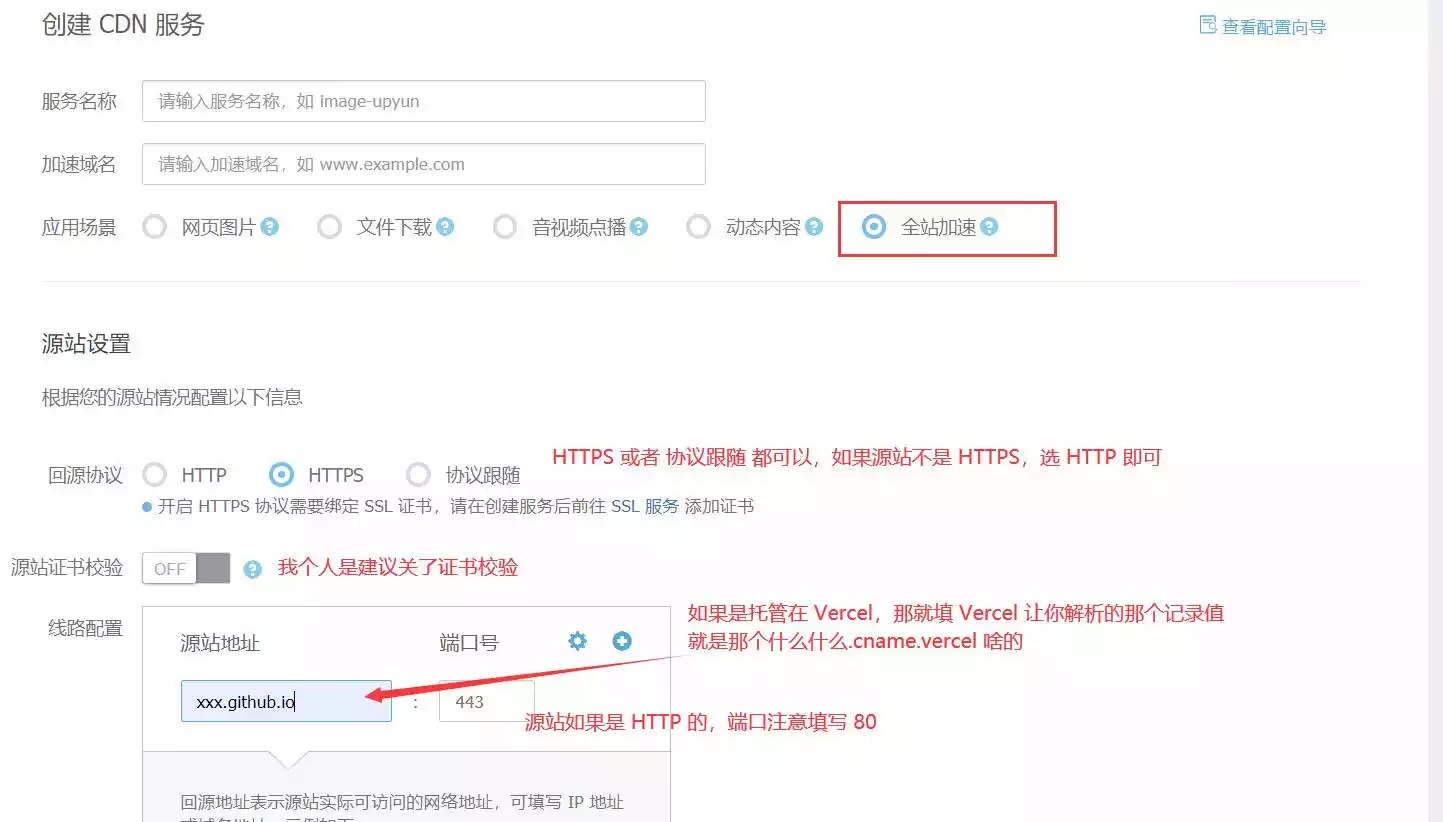 创建 CDN 服务
查看配置向导
服务名称
请输入服务名称，如 image-upyun
加速域名
请输入加速域名，如 www.example.com
应用场景 网页图片 ? 文件下载 ? 音视频点播 ? 动态内容 ? 全站加速 ?
源站设置
根据您的源站情况配置以下信息
HTTPS 或者 协议跟随 都可以，如果源站不是 HTTPS，选 HTTP 即可
回源协议 HTTP HTTPS 协议跟随
开启 HTTPS 协议需要绑定 SSL 证书，请在创建服务后前往 SSL 服务 添加证书
源站证书校验 OFF ? 我个人是建议关了证书校验
线路配置
如果是托管在 Vercel，那就填 Vercel 让你解析的那个记录值
就是那个什么什么.cname.vercel 啥的
源站地址 端口号
xxx.github.io : 443
源站如果是 HTTP 的，端口注意填写 80
回源地址表示源站实际可访问的网络地址，可填写 IP 地址